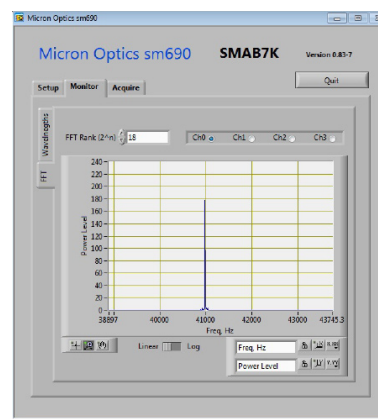 Micron Optics sm690
Micron Optics sm690 SMAB7K Version 0.83-7
Quit
Setup Monitor Acquire
Wavelengths
FFT
FFT Rank (2^n) 18 Ch0 Ch1 Ch2 Ch3
Power Level
240
220
200
180
160
140
120
100
80
60
40
20
0
38897 40000 41000 42000 43000 43745.3
Freq, Hz
Linear Log
Freq, Hz
Power Level